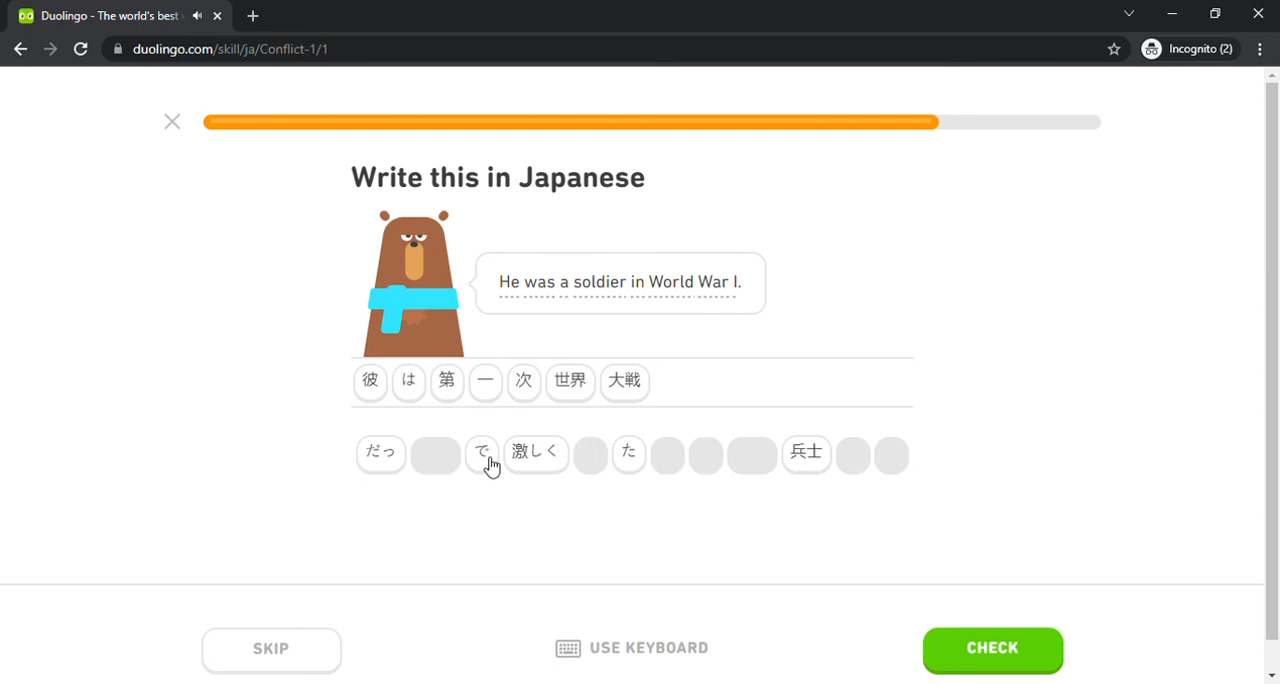 Duolingo - The world's best
duolingo.com/skill/ja/Conflict-1/1
Incognito (2)
Write this in Japanese
He was a soldier in World War I.
彼 は 第 一 次 世界 大戦
だっ で 激しく た 兵士
SKIP
USE KEYBOARD
CHECK